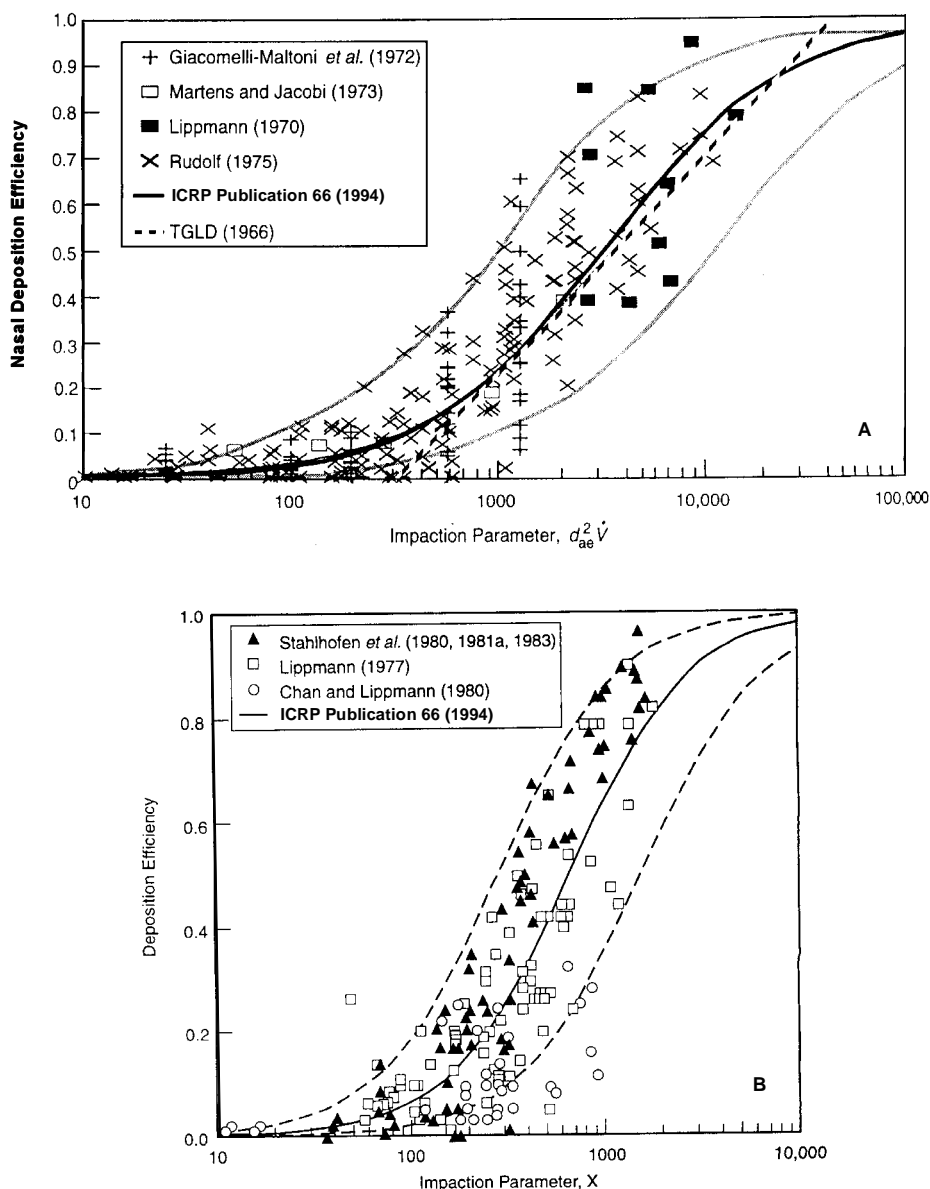 1.0
0.9
0.8
0.7
0.6
0.5
0.4
0.3
0.2
0.1
0
Nasal Deposition Efficiency
Giacomelli-Maltoni et al. (1972)
Martens and Jacobi (1973)
Lippmann (1970)
Rudolf (1975)
ICRP Publication 66 (1994)
TGLD (1966)
A
10 100 1000 10,000 100,000
Impaction Parameter, d²ae V̇
1.0
0.8
0.6
0.4
0.2
0.0
Deposition Efficiency
Stahlhofen et al. (1980, 1981a, 1983)
Lippmann (1977)
Chan and Lippmann (1980)
ICRP Publication 66 (1994)
B
10 100 1000 10,000
Impaction Parameter, X